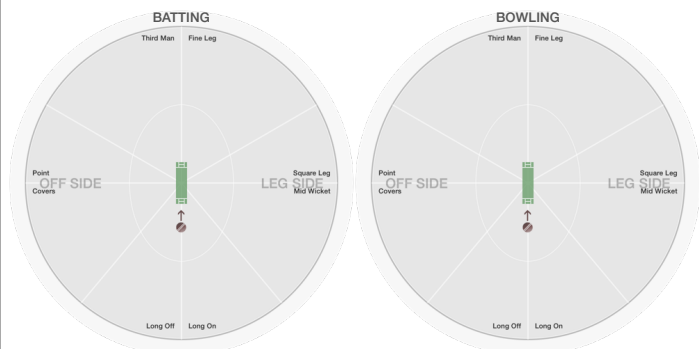 BATTING
Third Man Fine Leg
Point
OFF SIDE
Covers
Square Leg
LEG SIDE
Mid Wicket
Long Off Long On
BOWLING
Third Man Fine Leg
Point
OFF SIDE
Covers
Square Leg
LEG SIDE
Mid Wicket
Long Off Long On